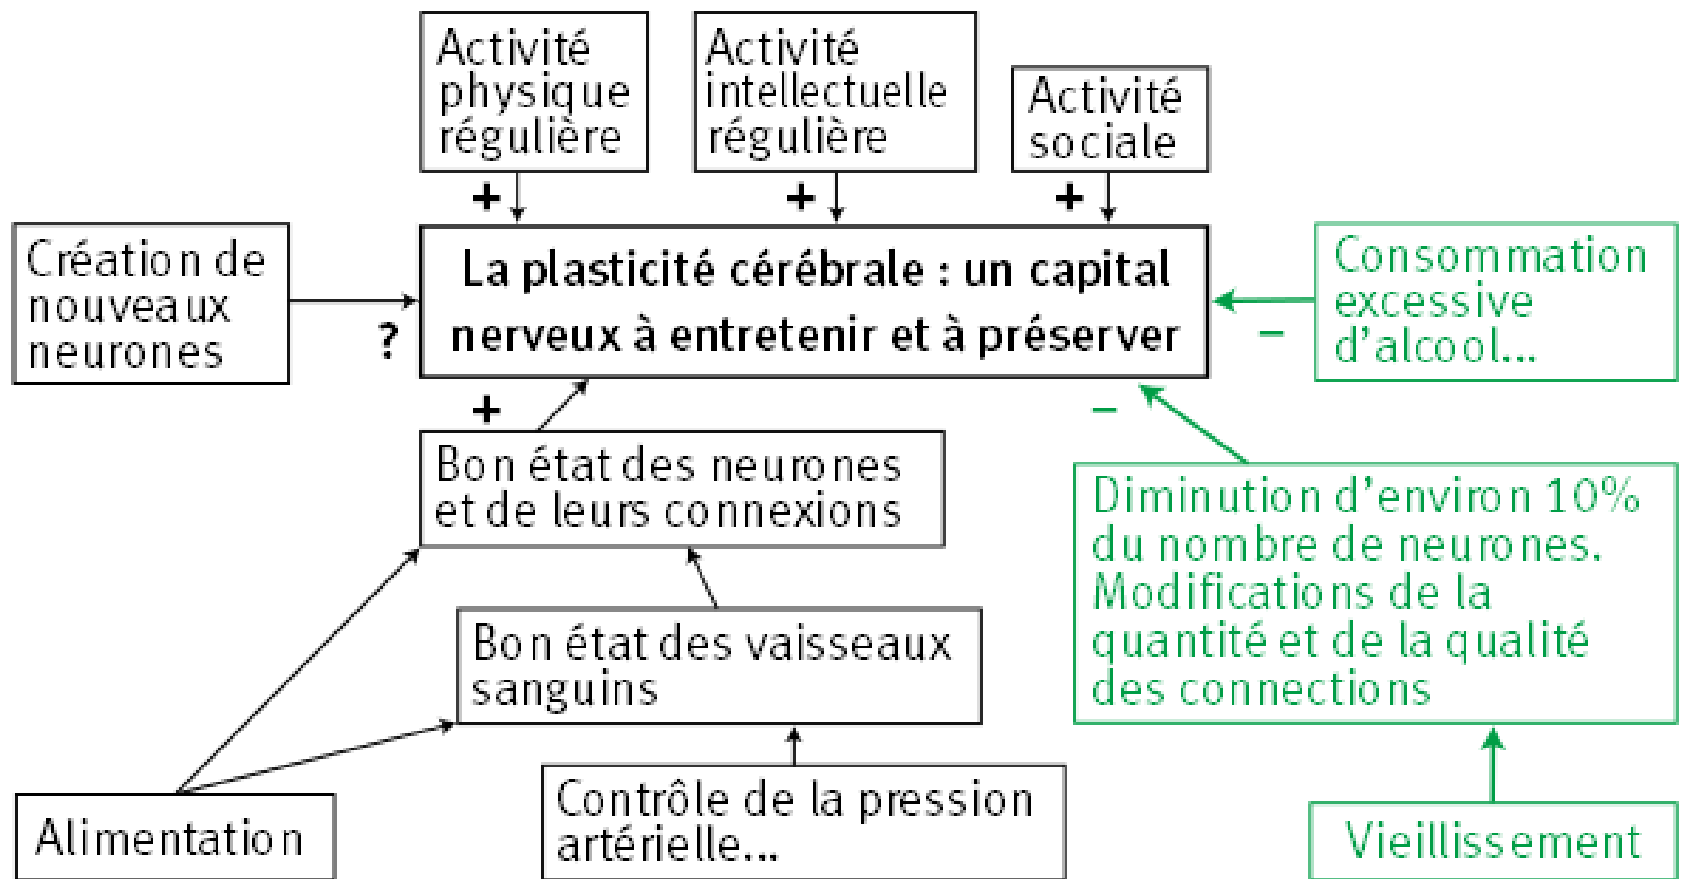 Activité
physique
régulière
Activité
intellectuelle
régulière
Activité
sociale
+
+
+
Création de
nouveaux
neurones
?
La plasticité cérébrale : un capital
nerveux à entretenir et à préserver
Consommation
excessive
d'alcool...
–
+
–
Bon état des neurones
et de leurs connexions
Diminution d'environ 10%
du nombre de neurones.
Modifications de la
quantité et de la qualité
des connections
Bon état des vaisseaux
sanguins
Alimentation
Contrôle de la pression
artérielle...
Vieillissement